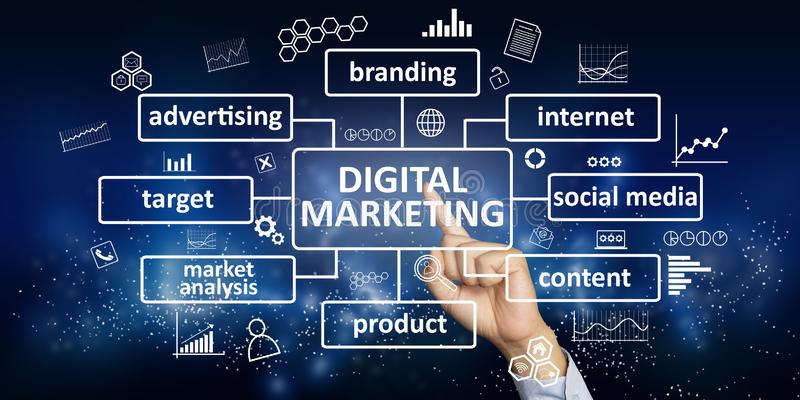 branding
advertising
internet
DIGITAL
MARKETING
target
social media
market
analysis
content
product